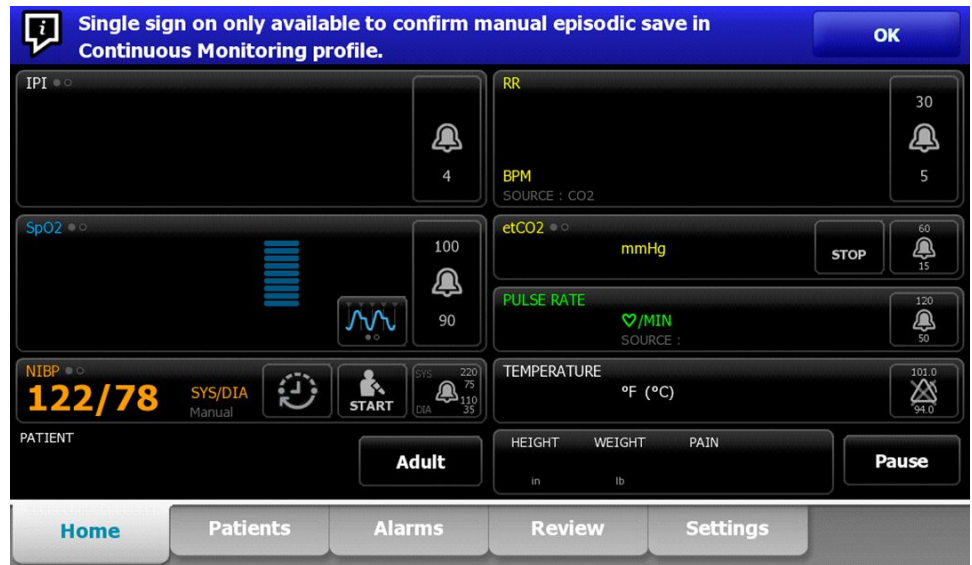 Single sign on only available to confirm manual episodic save in
Continuous Monitoring profile.
OK
IPI
4
RR
BPM
SOURCE : CO2
30
5
SpO2
100
90
etCO2
mmHg
STOP
60
15
PULSE RATE
/MIN
SOURCE :
120
50
NIBP
122/78
SYS/DIA
Manual
START
SYS 220
75
110
DIA 35
TEMPERATURE
°F (°C)
101.0
94.0
PATIENT
Adult
HEIGHT WEIGHT PAIN
in lb
Pause
Home Patients Alarms Review Settings